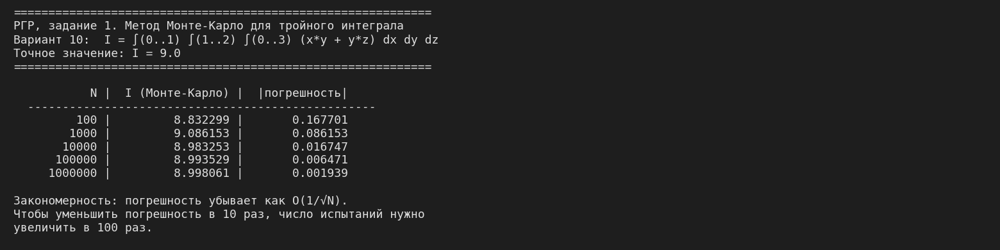 ============================================================
РГР, задание 1. Метод Монте-Карло для тройного интеграла
Вариант 10:  I = ∫(0..1) ∫(1..2) ∫(0..3) (x*y + y*z) dx dy dz
Точное значение: I = 9.0
============================================================
           N |  I (Монте-Карло) |  |погрешность|
  --------------------------------------------------
         100 |         8.832299 |       0.167701
        1000 |         9.086153 |       0.086153
       10000 |         8.983253 |       0.016747
      100000 |         8.993529 |       0.006471
     1000000 |         8.998061 |       0.001939
Закономерность: погрешность убывает как O(1/√N).
Чтобы уменьшить погрешность в 10 раз, число испытаний нужно
увеличить в 100 раз.